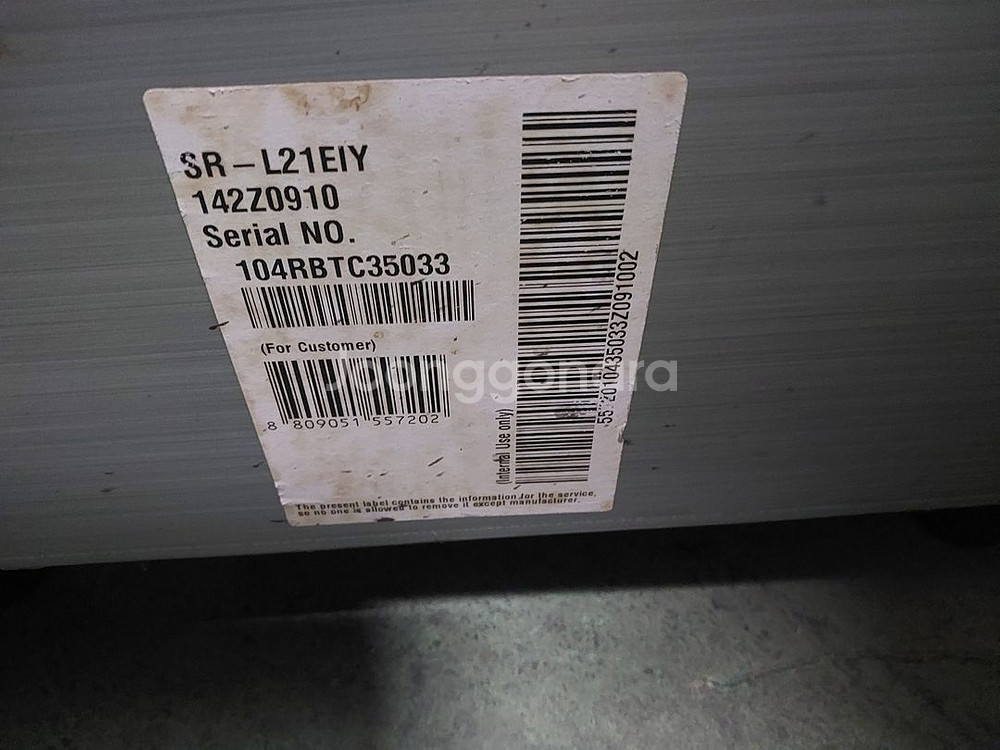 SR-L21EIY
142Z0910
Serial NO.
104RBTC35033
(For Customer)
8 809051 557202
(Internal Use only)
The present label contains the information for the service,
so no one is allowed to remove it except manufacturer.
Joonggonara